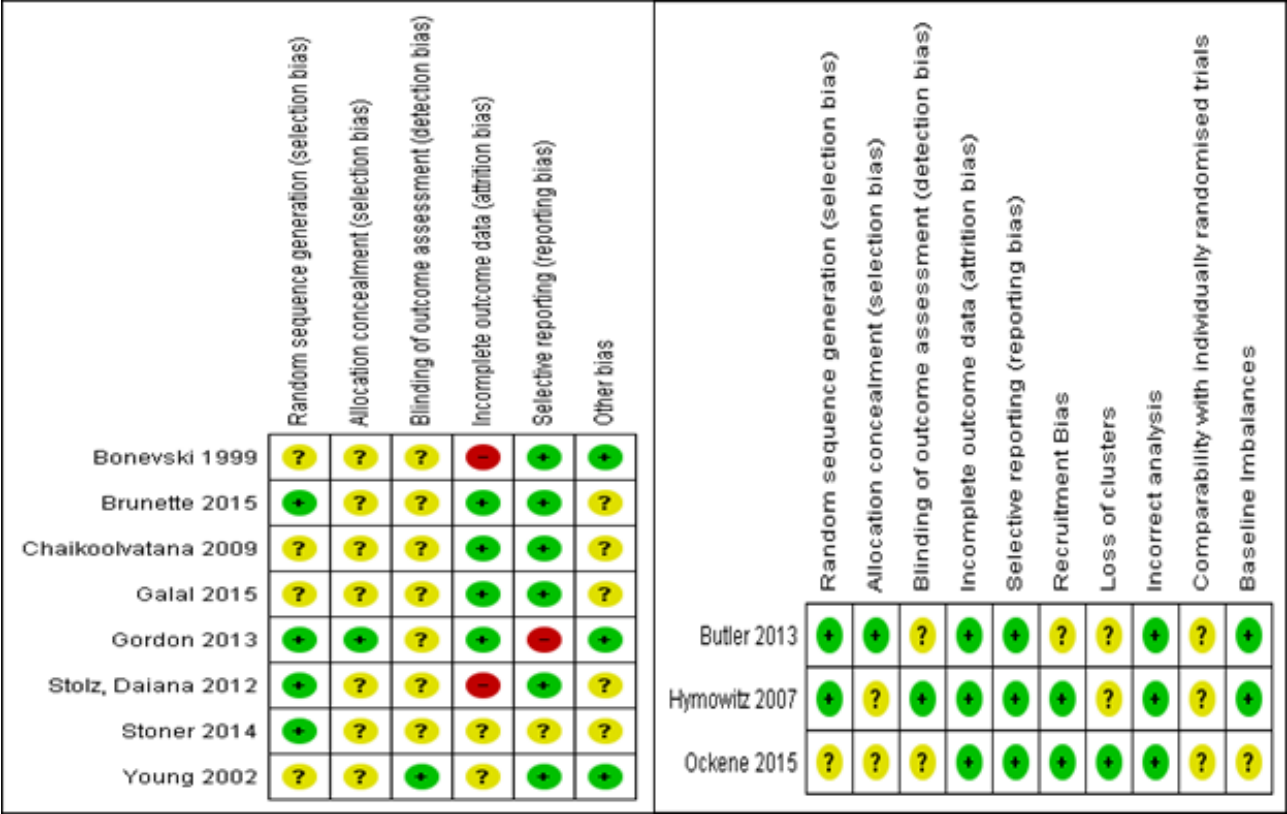 Random sequence generation (selection bias)
Allocation concealment (selection bias)
Blinding of outcome assessment (detection bias)
Incomplete outcome data (attrition bias)
Selective reporting (reporting bias)
Other bias
Bonevski 1999 ? ? ? - + +
Brunette 2015 + ? ? + + ?
Chaikoolvatana 2009 ? ? ? + + ?
Galal 2015 ? ? ? + + ?
Gordon 2013 + + ? + - +
Stolz, Daiana 2012 + ? ? - + ?
Stoner 2014 + ? ? ? ? ?
Young 2002 ? ? + ? + +
Random sequence generation (selection bias)
Allocation concealment (selection bias)
Blinding of outcome assessment (detection bias)
Incomplete outcome data (attrition bias)
Selective reporting (reporting bias)
Recruitment Bias
Loss of clusters
Incorrect analysis
Comparability with individually randomised trials
Baseline Imbalances
Butler 2013 + + ? + + ? ? + ? +
Hymowitz 2007 + ? + + + + ? + ? +
Ockene 2015 ? ? ? + + + + + ? ?